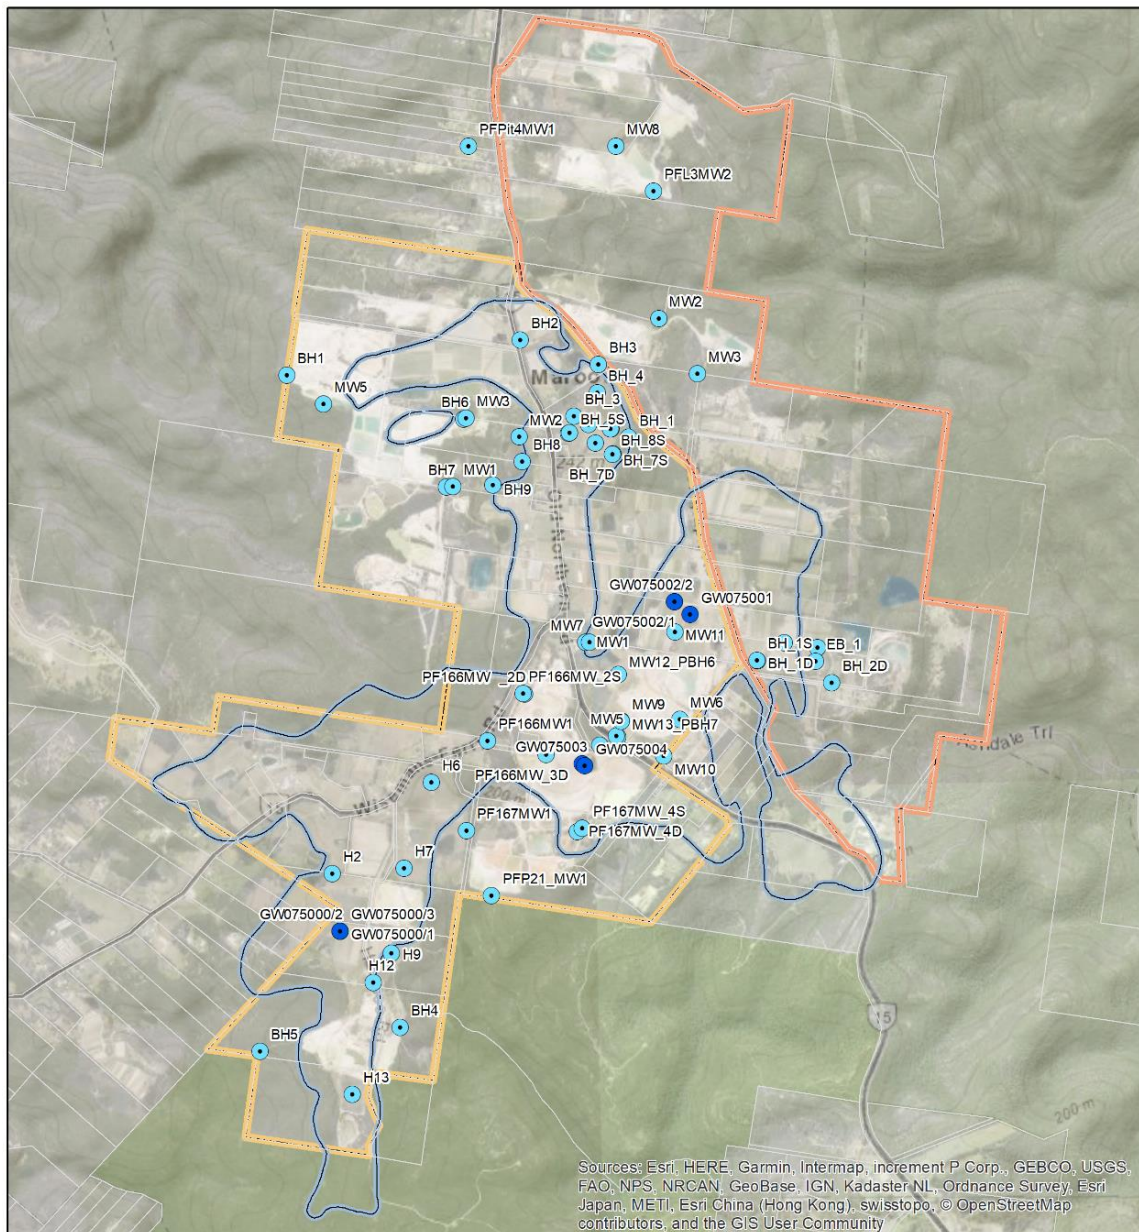 PFPit4MW1
MW8
PFL3MW2
MW2
BH2
BH3
MW3
BH1
Maroo
BH_4
MW5
BH_3
BH6
MW3
MW2
BH_5S
BH_1
BH8
BH_8S
247 m
BH_7S
BH7
MW1
BH_7D
BH9
GW075002/2
GW075001
GW075002/1
MW7
MW1
MW11
BH_1S
EB_1
BH_1D
BH_2D
MW12_PBH6
PF166MW_2D
PF166MW_2S
MW9
MW6
PF166MW1
MW5
MW13_PBH7
GW075003
GW075004
MW10
H6
PF166MW_3D
200 m
15
PF167MW1
PF167MW_4S
PF167MW_4D
H2
H7
PFP21_MW1
GW075000/2
GW075000/3
GW075000/1
H9
H12
BH4
15
BH5
H13
200 m
Sources: Esri, HERE, Garmin, Intermap, increment P Corp., GEBCO, USGS,
FAO, NPS, NRCAN, GeoBase, IGN, Kadaster NL, Ordnance Survey, Esri
Japan, METI, Esri China (Hong Kong), swisstopo, © OpenStreetMap
contributors, and the GIS User Community